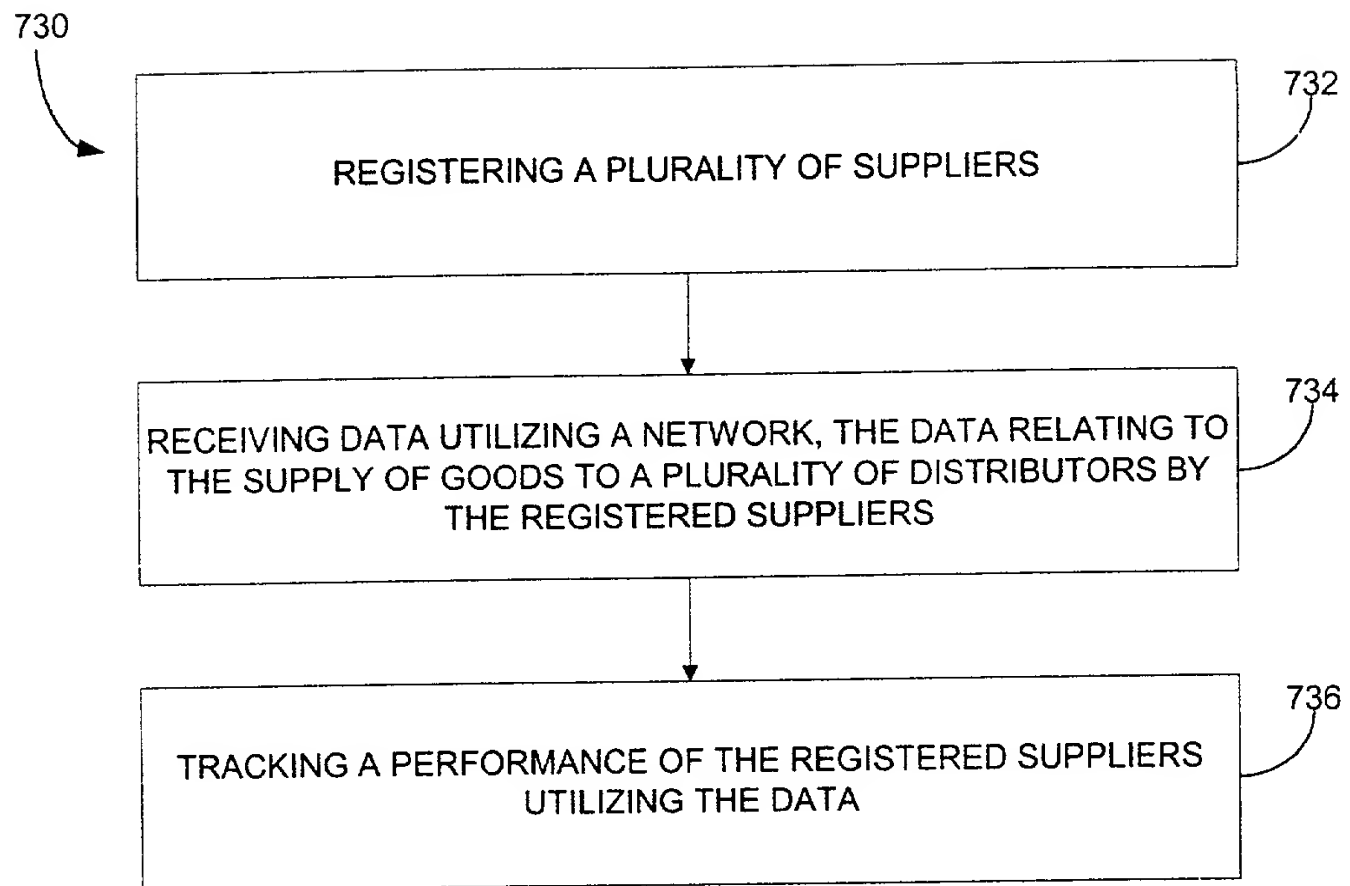 730
732
REGISTERING A PLURALITY OF SUPPLIERS
734
RECEIVING DATA UTILIZING A NETWORK, THE DATA RELATING TO
THE SUPPLY OF GOODS TO A PLURALITY OF DISTRIBUTORS BY
THE REGISTERED SUPPLIERS
736
TRACKING A PERFORMANCE OF THE REGISTERED SUPPLIERS
UTILIZING THE DATA